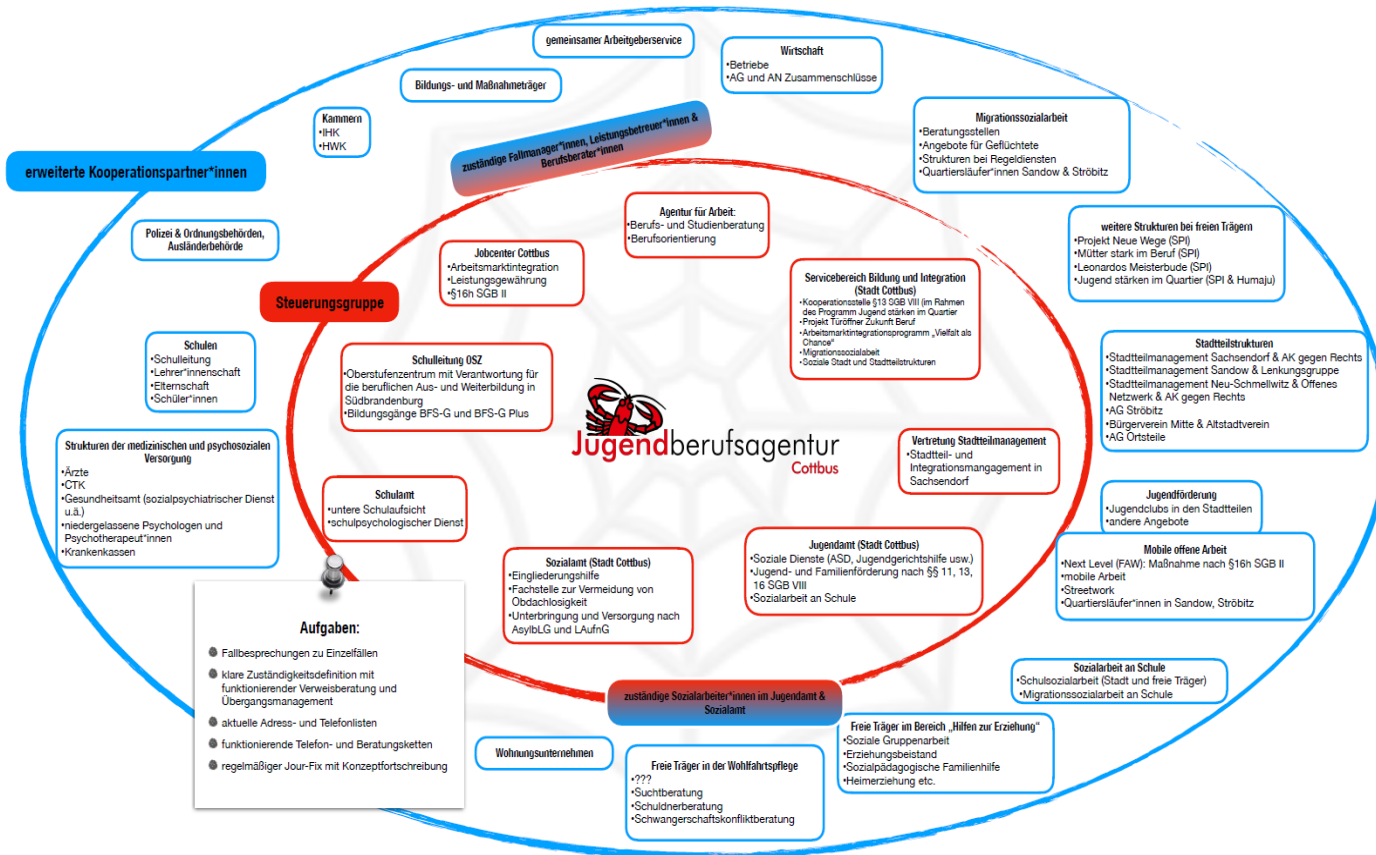 gemeinsamer Arbeitgeberservice
Wirtschaft
•Betriebe
•AG und AN Zusammenschlüsse
Bildungs- und Maßnahmeträger
Kammern
•IHK
•HWK
zuständige Fallmanager*innen, Leistungsbetreuer*innen &
Berufsberater*innen
Migrationssozialarbeit
•Beratungsstellen
•Angebote für Geflüchtete
•Strukturen bei Regeldiensten
•Quartiersläufer*innen Sandow & Ströbitz
erweiterte Kooperationspartner*innen
Polizei & Ordnungsbehörden,
Ausländerbehörde
Agentur für Arbeit:
•Berufs- und Studienberatung
•Berufsorientierung
weitere Strukturen bei freien Trägern
•Projekt Neue Wege (SPI)
•Mütter stark im Beruf (SPI)
•Leonardos Meisterbude (SPI)
•Jugend stärken im Quartier (SPI & Humaju)
Jobcenter Cottbus
•Arbeitsmarktintegration
•Leistungsgewährung
•§16h SGB II
Servicebereich Bildung und Integration
(Stadt Cottbus)
•Kooperationsstelle §13 SGB VIII (im Rahmen
des Programm Jugend stärken im Quartier
•Projekt Türöffner Zukunft Beruf
•Arbeitsmarktintegrationsprogramm „Vielfalt als
Chance“
•Migrationssozialabeit
•Soziale Stadt und Stadtteilstrukturen
Steuerungsgruppe
Schulen
•Schulleitung
•Lehrer*innenschaft
•Elternschaft
•Schüler*innen
Schulleitung OSZ
•Oberstufenzentrum mit Verantwortung für
die beruflichen Aus- und Weiterbildung in
Südbrandenburg
•Bildungsgänge BFS-G und BFS-G Plus
Stadtteilstrukturen
•Stadtteilmanagement Sachsendorf & AK gegen Rechts
•Stadtteilmanagement Sandow & Lenkungsgruppe
•Stadtteilmanagement Neu-Schmellwitz & Offenes
Netzwerk & AK gegen Rechts
•AG Ströbitz
•Bürgerverein Mitte & Altstadtverein
•AG Ortsteile
Jugendberufsagentur
Cottbus
Strukturen der medizinischen und psychosozialen
Versorgung
•Ärzte
•CTK
•Gesundheitsamt (sozialpsychiatrischer Dienst
u.ä.)
•niedergelassene Psychologen und
Psychotherapeut*innen
•Krankenkassen
Vertretung Stadtteilmanagement
•Stadtteil- und
Integrationsmangagement in
Sachsendorf
Schulamt
•untere Schulaufsicht
•schulpsychologischer Dienst
Jugendförderung
•Jugendclubs in den Stadtteilen
•andere Angebote
Sozialamt (Stadt Cottbus)
•Eingliederungshilfe
•Fachstelle zur Vermeidung von
Obdachlosigkeit
•Unterbringung und Versorgung nach
AsylbLG und LAufnG
Jugendamt (Stadt Cottbus)
•Soziale Dienste (ASD, Jugendgerichtshilfe usw.)
•Jugend- und Familienförderung nach §§ 11, 13,
16 SGB VIII
•Sozialarbeit an Schule
Mobile offene Arbeit
•Next Level (FAW): Maßnahme nach §16h SGB II
•mobile Arbeit
•Streetwork
•Quartiersläufer*innen in Sandow, Ströbitz
Aufgaben:
Fallbesprechungen zu Einzelfällen
klare Zuständigkeitsdefinition mit
funktionierender Verweisberatung und
Übergangsmanagement
aktuelle Adress- und Telefonlisten
funktionierende Telefon- und Beratungsketten
regelmäßiger Jour-Fix mit Konzeptfortschreibung
Sozialarbeit an Schule
•Schulsozialarbeit (Stadt und freie Träger)
•Migrationssozialarbeit an Schule
zuständige Sozialarbeiter*innen im Jugendamt &
Sozialamt
Freie Träger im Bereich „Hilfen zur Erziehung“
•Soziale Gruppenarbeit
•Erziehungsbeistand
•Sozialpädagogische Familienhilfe
•Heimerziehung etc.
Wohnungsunternehmen
Freie Träger in der Wohlfahrtspflege
•???
•Suchtberatung
•Schuldnerberatung
•Schwangerschaftskonfliktberatung